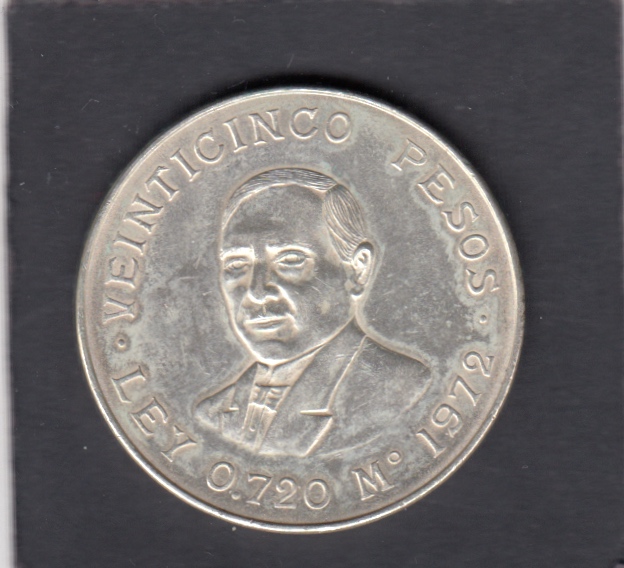 VEINTICINCO PESOS
LEY 0.720 Mº 1972